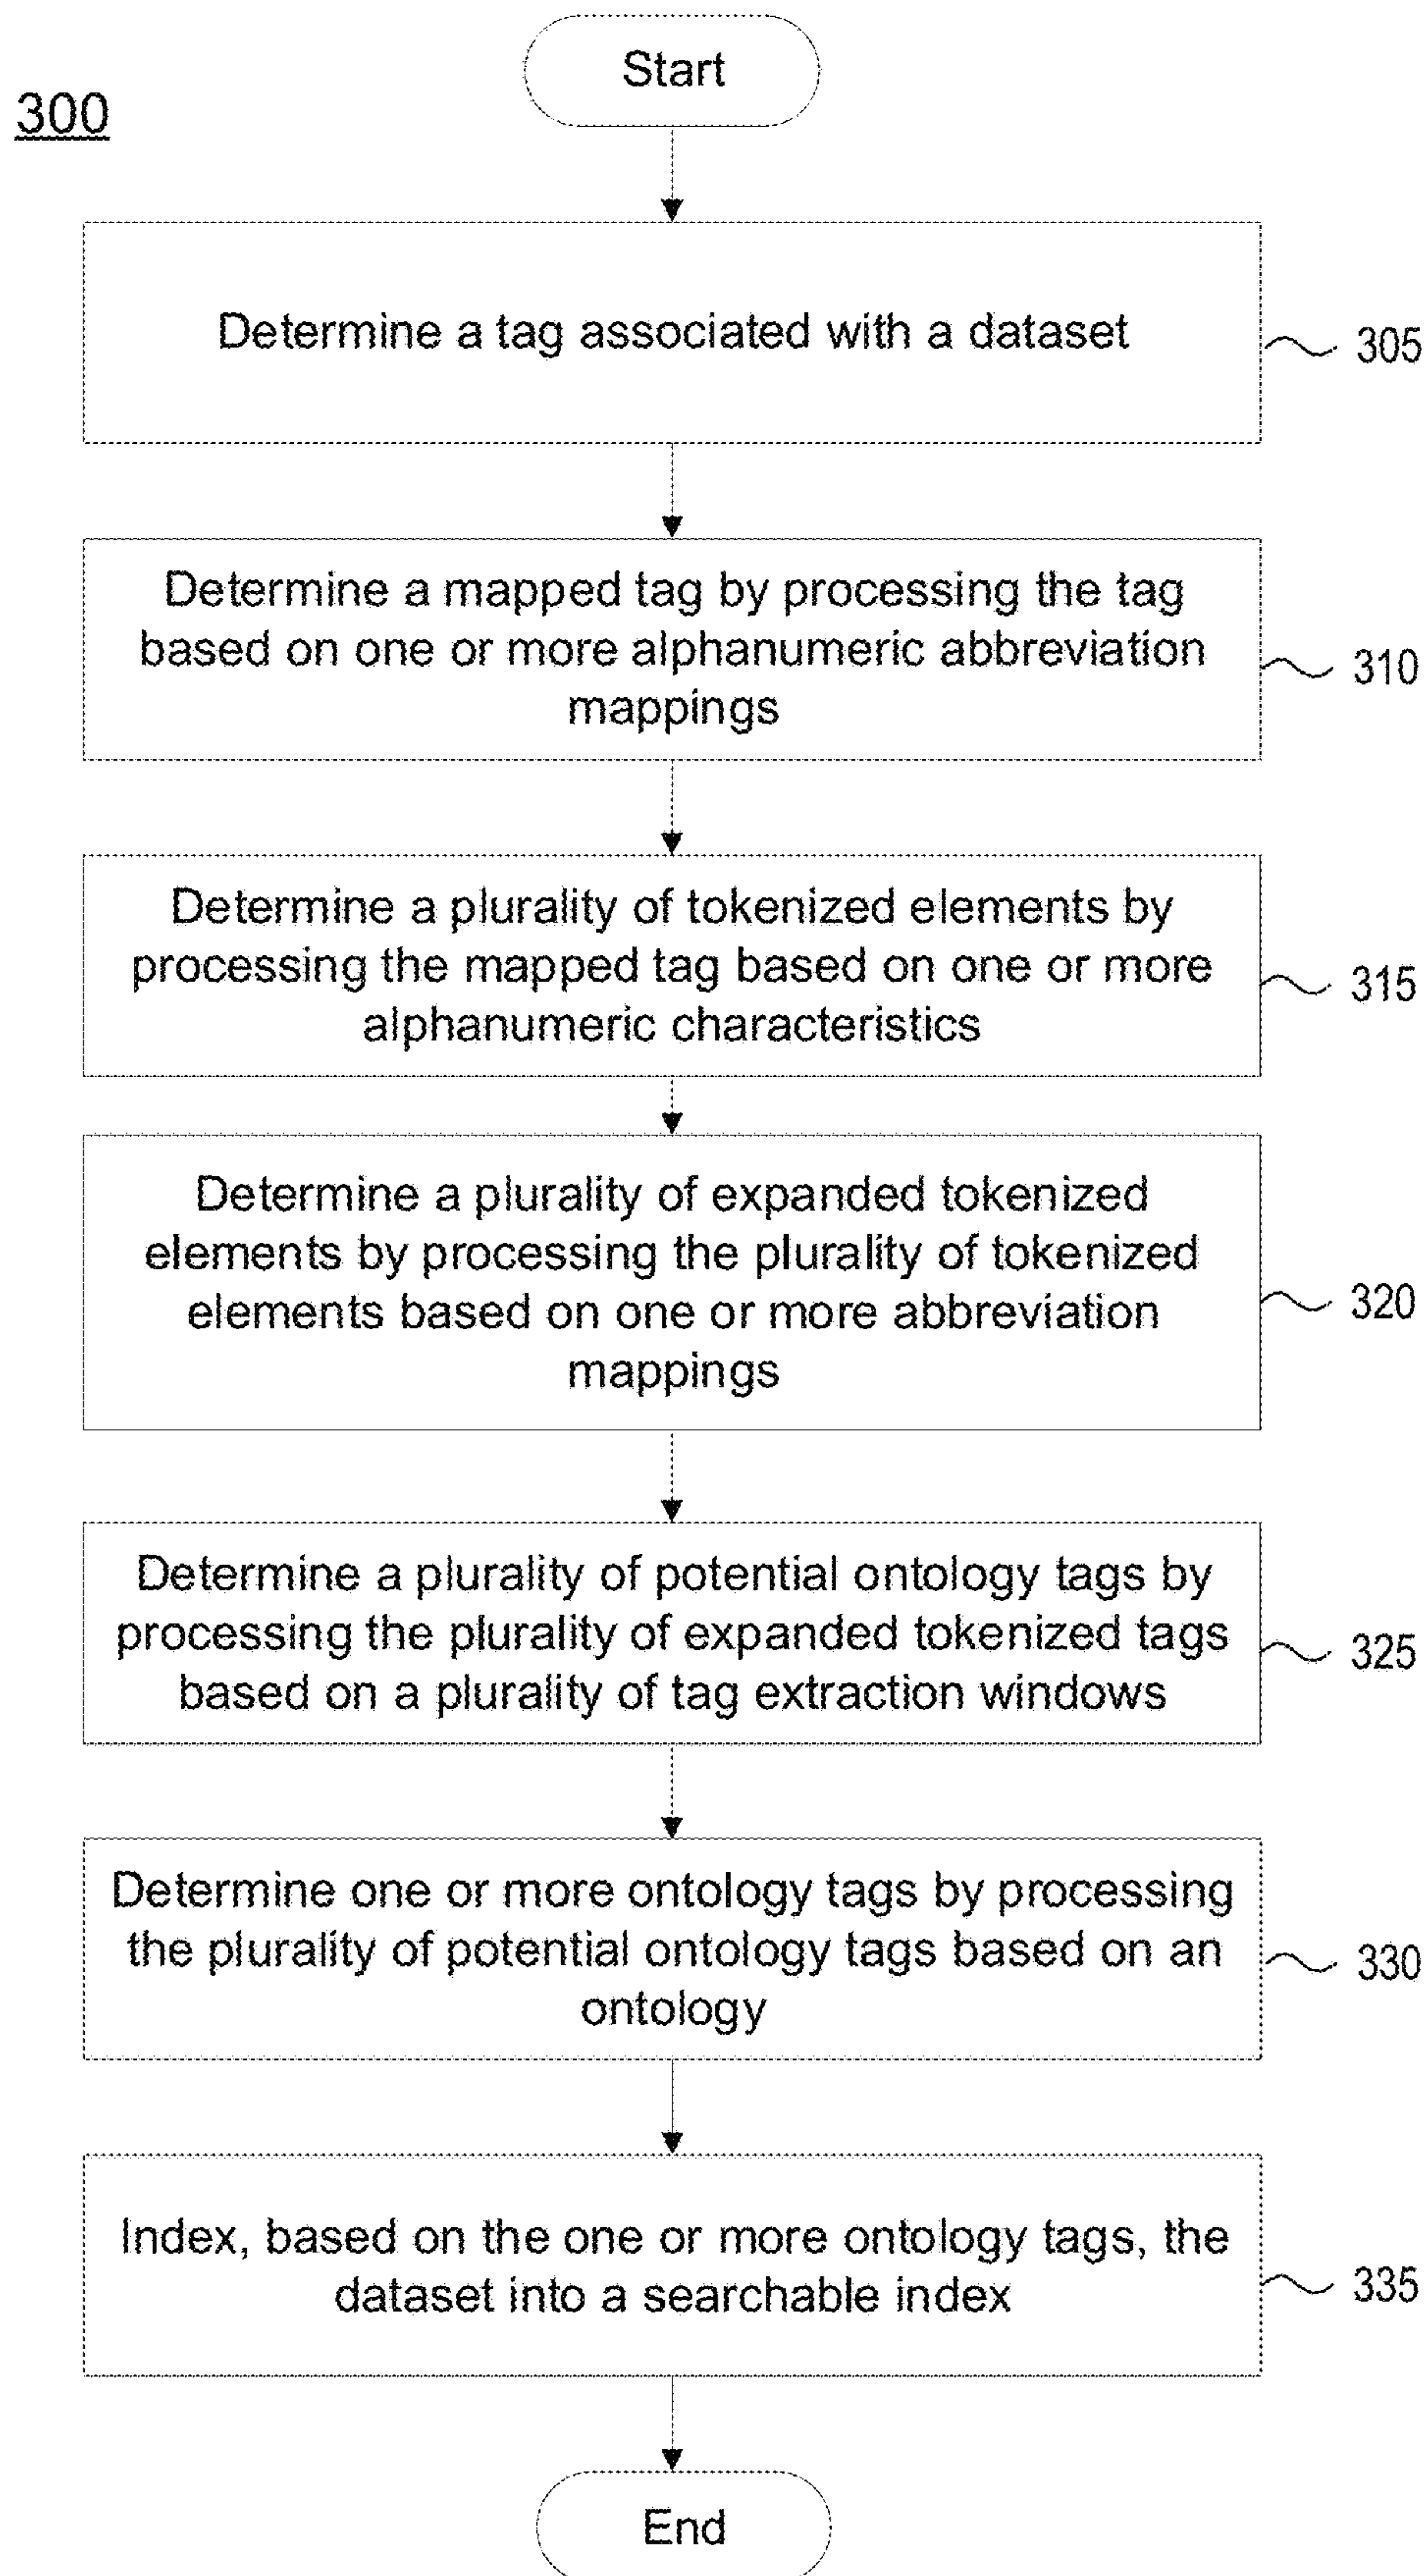 Start
300
Determine a tag associated with a dataset
305
Determine a mapped tag by processing the tag
based on one or more alphanumeric abbreviation
mappings
310
Determine a plurality of tokenized elements by
processing the mapped tag based on one or more
alphanumeric characteristics
315
Determine a plurality of expanded tokenized
elements by processing the plurality of tokenized
elements based on one or more abbreviation
mappings
320
Determine a plurality of potential ontology tags by
processing the plurality of expanded tokenized tags
based on a plurality of tag extraction windows
325
Determine one or more ontology tags by processing
the plurality of potential ontology tags based on an
ontology
330
Index, based on the one or more ontology tags, the
dataset into a searchable index
335
End